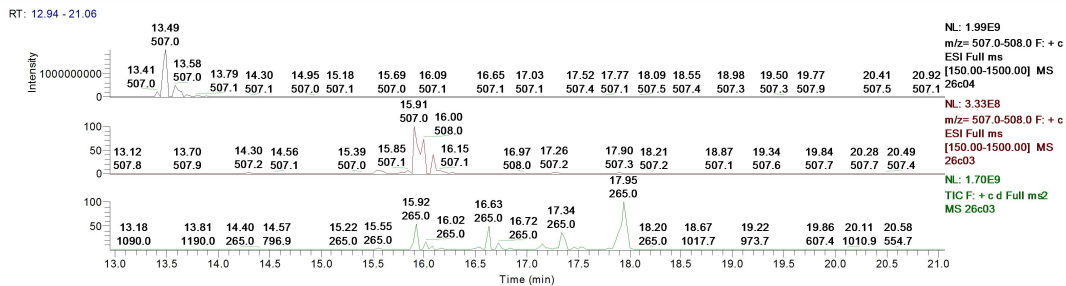 RT: 12.94 - 21.06
NL: 1.99E9
m/z= 507.0-508.0 F: + c
ESI Full ms
[150.00-1500.00] MS
26c04
13.49
507.0
13.41 13.58 13.79 14.30 14.95 15.18 15.69 16.09 16.65 17.03 17.52 17.77 18.09 18.55 18.98 19.50 19.77 20.41 20.92
507.0 507.0 507.1 507.1 507.0 507.1 507.0 507.1 507.1 507.1 507.4 507.1 507.5 507.4 507.3 507.3 507.9 507.5 507.1
Intensity
1000000000
0
NL: 3.33E8
m/z= 507.0-508.0 F: + c
ESI Full ms
[150.00-1500.00] MS
26c03
15.91
507.0
16.00
508.0
100
50
0
13.12 13.70 14.30 14.56 15.39 15.85 16.15 16.97 17.26 17.90 18.21 18.87 19.34 19.84 20.28 20.49
507.8 507.9 507.2 507.1 507.0 507.1 507.1 508.0 507.2 507.3 507.2 507.1 507.6 507.7 507.7 507.4
NL: 1.70E9
TIC F: + c d Full ms2
MS 26c03
17.95
265.0
15.92 16.63
265.0 265.0
100
50
13.18 13.81 14.40 14.57 15.22 15.55 16.02 16.72 17.34 18.20 18.67 19.22 19.86 20.11 20.58
1090.0 1190.0 265.0 796.9 265.0 265.0 265.0 265.0 265.0 265.0 1017.7 973.7 607.4 1010.9 554.7
13.0 13.5 14.0 14.5 15.0 15.5 16.0 16.5 17.0 17.5 18.0 18.5 19.0 19.5 20.0 20.5 21.0
Time (min)